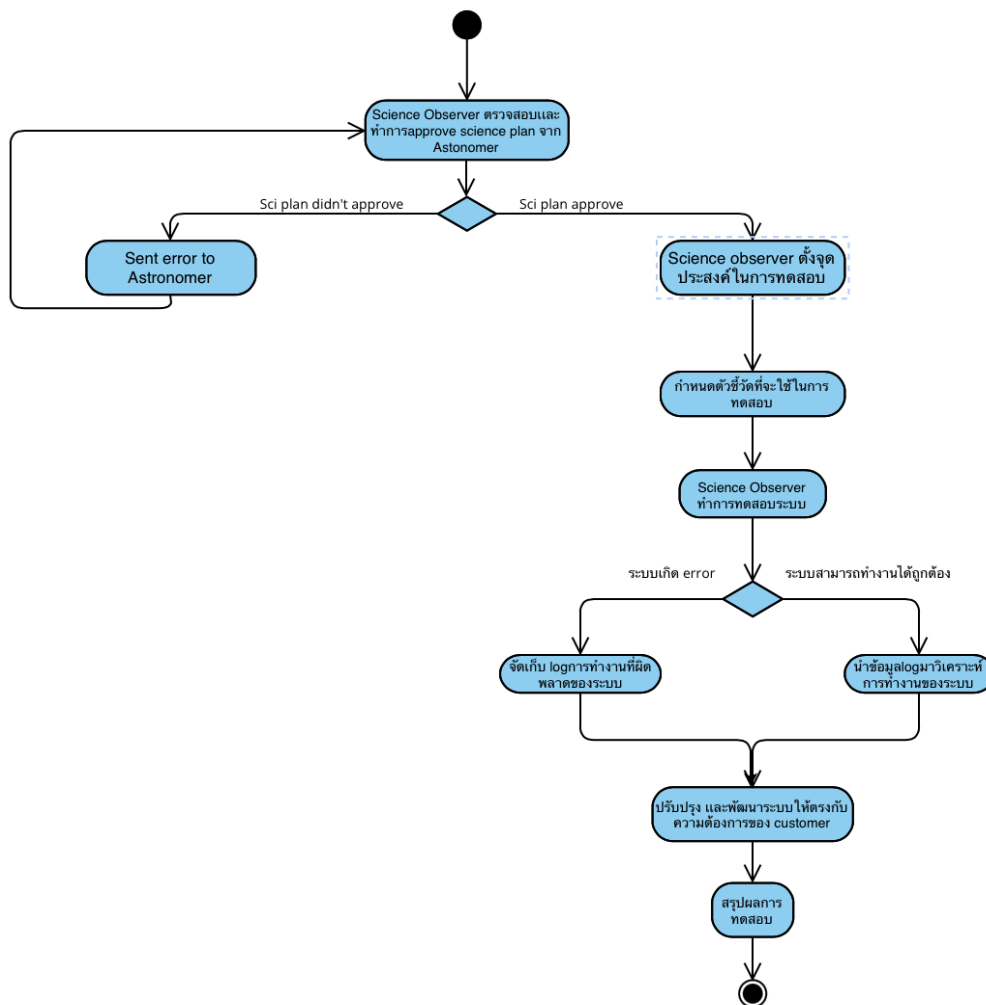 Science Observer ตรวจสอบและ
ทำการapprove science plan จาก
Astonomer
Sci plan didn't approve
Sci plan approve
Sent error to
Astronomer
Science observer ตั้งจุด
ประสงค์ในการทดสอบ
กำหนดตัวชี้วัดที่จะใช้ในการ
ทดสอบ
Science Observer
ทำการทดสอบระบบ
ระบบเกิด error
ระบบสามารถทำงานได้ถูกต้อง
จัดเก็บ logการทำงานที่ผิด
พลาดของระบบ
นำข้อมูลlogมาวิเคราะห์
การทำงานของระบบ
ปรับปรุง และพัฒนาระบบให้ตรงกับ
ความต้องการของ customer
สรุปผลการ
ทดสอบ